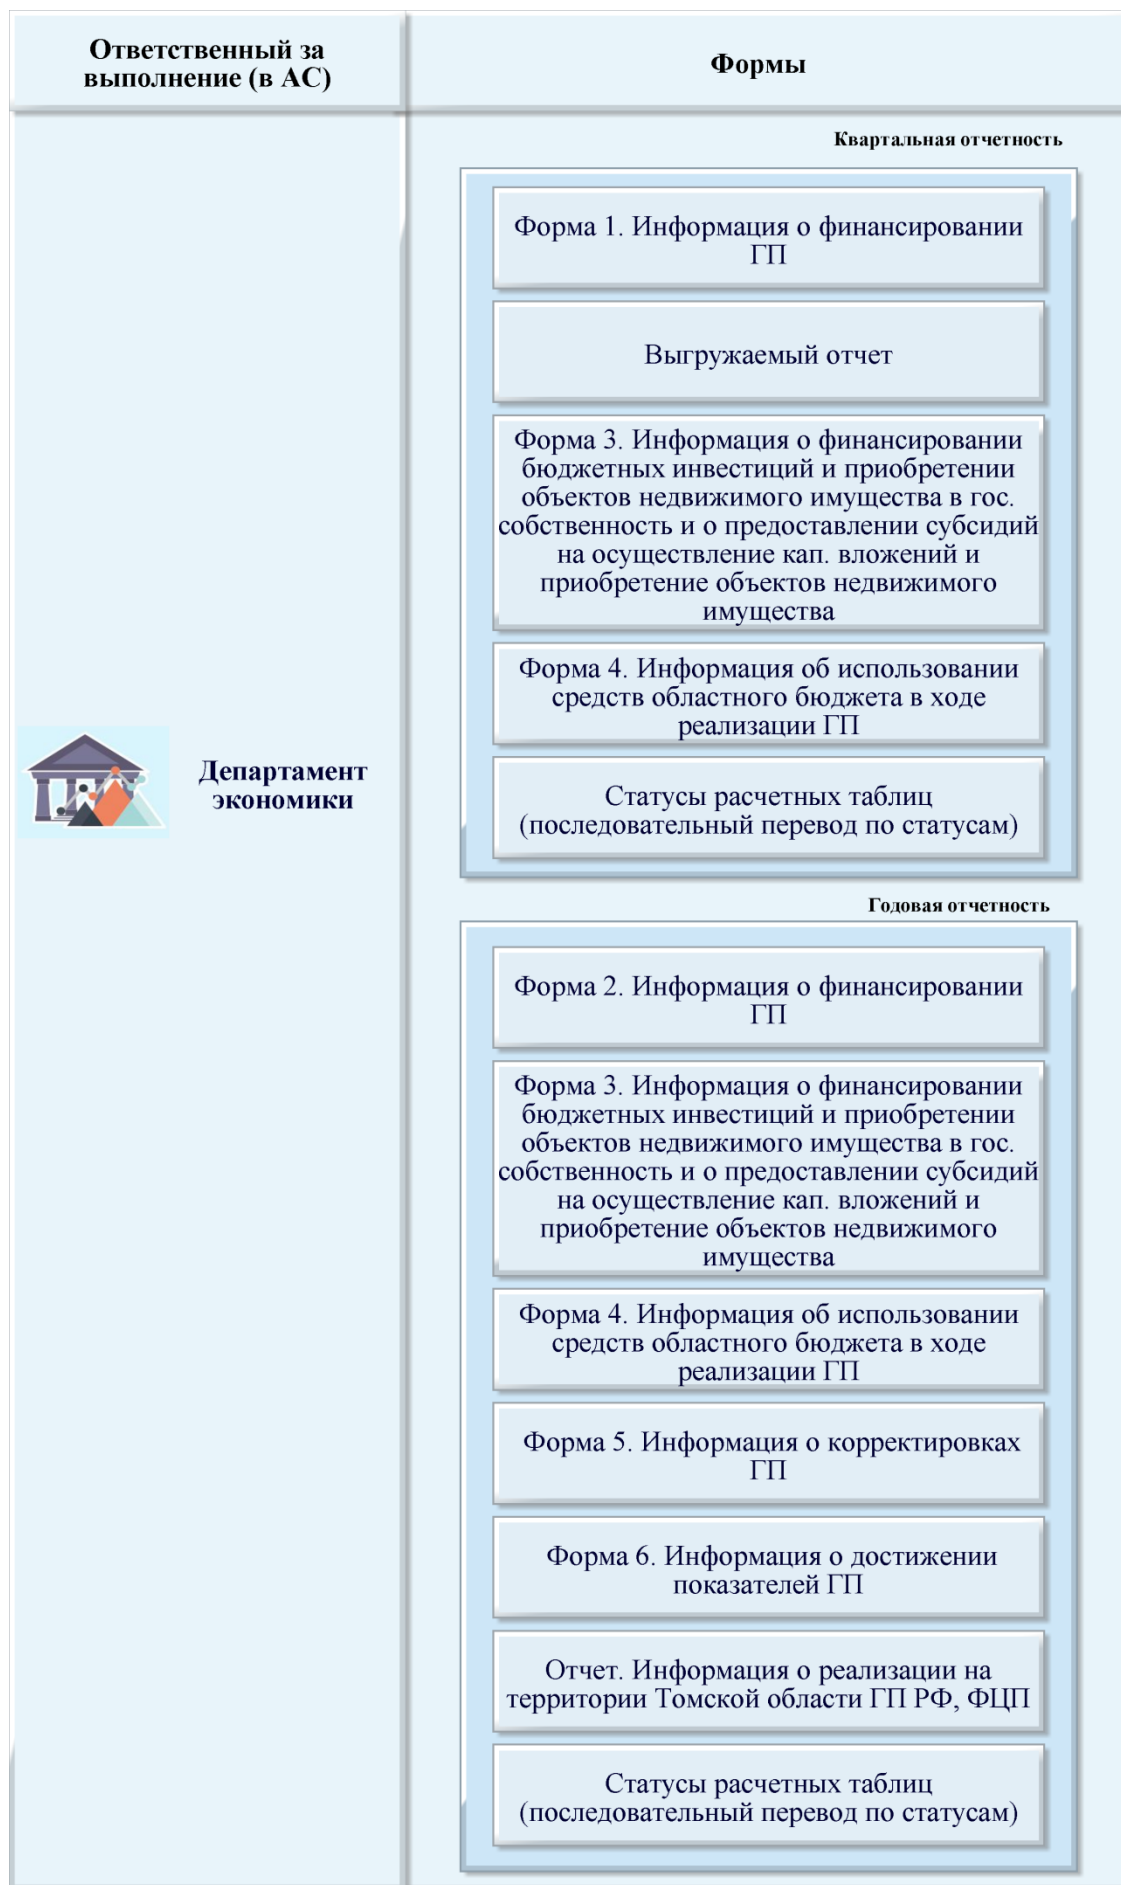 Ответственный за
выполнение (в АС)
Формы
Квартальная отчетность
Форма 1. Информация о финансировании
ГП
Выгружаемый отчет
Форма 3. Информация о финансировании
бюджетных инвестиций и приобретении
объектов недвижимого имущества в гос.
собственность и о предоставлении субсидий
на осуществление кап. вложений и
приобретение объектов недвижимого
имущества
Форма 4. Информация об использовании
средств областного бюджета в ходе
реализации ГП
Департамент
экономики
Статусы расчетных таблиц
(последовательный перевод по статусам)
Годовая отчетность
Форма 2. Информация о финансировании
ГП
Форма 3. Информация о финансировании
бюджетных инвестиций и приобретении
объектов недвижимого имущества в гос.
собственность и о предоставлении субсидий
на осуществление кап. вложений и
приобретение объектов недвижимого
имущества
Форма 4. Информация об использовании
средств областного бюджета в ходе
реализации ГП
Форма 5. Информация о корректировках
ГП
Форма 6. Информация о достижении
показателей ГП
Отчет. Информация о реализации на
территории Томской области ГП РФ, ФЦП
Статусы расчетных таблиц
(последовательный перевод по статусам)